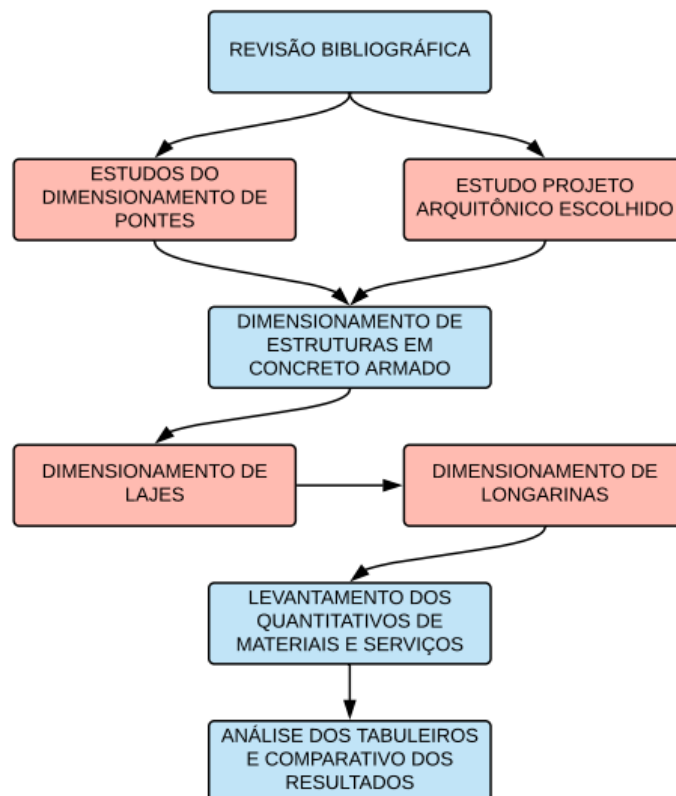 REVISÃO BIBLIOGRÁFICA
ESTUDOS DO
DIMENSIONAMENTO DE
PONTES
ESTUDO PROJETO
ARQUITÔNICO ESCOLHIDO
DIMENSIONAMENTO DE
ESTRUTURAS EM
CONCRETO ARMADO
DIMENSIONAMENTO DE
LAJES
DIMENSIONAMENTO DE
LONGARINAS
LEVANTAMENTO DOS
QUANTITATIVOS DE
MATERIAIS E SERVIÇOS
ANÁLISE DOS TABULEIROS
E COMPARATIVO DOS
RESULTADOS